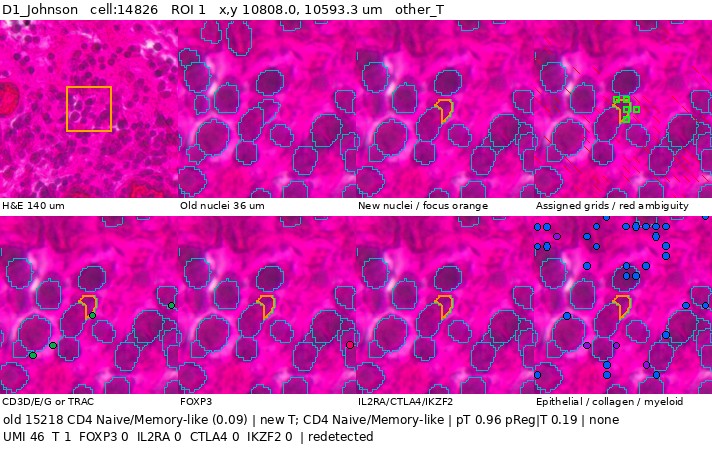 D1_Johnson   cell:14826   ROI 1   x,y 10808.0, 10593.3 um   other_T
H&E 140 um
Old nuclei 36 um
New nuclei / focus orange
Assigned grids / red ambiguity
CD3D/E/G or TRAC
FOXP3
IL2RA/CTLA4/IKZF2
Epithelial / collagen / myeloid
old 15218 CD4 Naive/Memory-like (0.09) | new T; CD4 Naive/Memory-like | pT 0.96 pReg|T 0.19 | none
UMI 46  T 1  FOXP3 0  IL2RA 0  CTLA4 0  IKZF2 0  | redetected